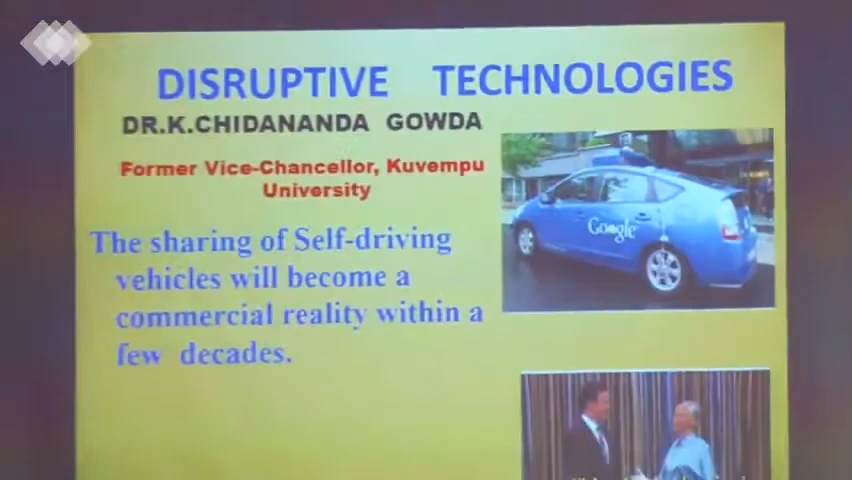 DISRUPTIVE TECHNOLOGIES
DR.K.CHIDANANDA GOWDA
Former Vice-Chancellor, Kuvempu
University
The sharing of Self-driving
vehicles will become a
commercial reality within a
few decades.
Google